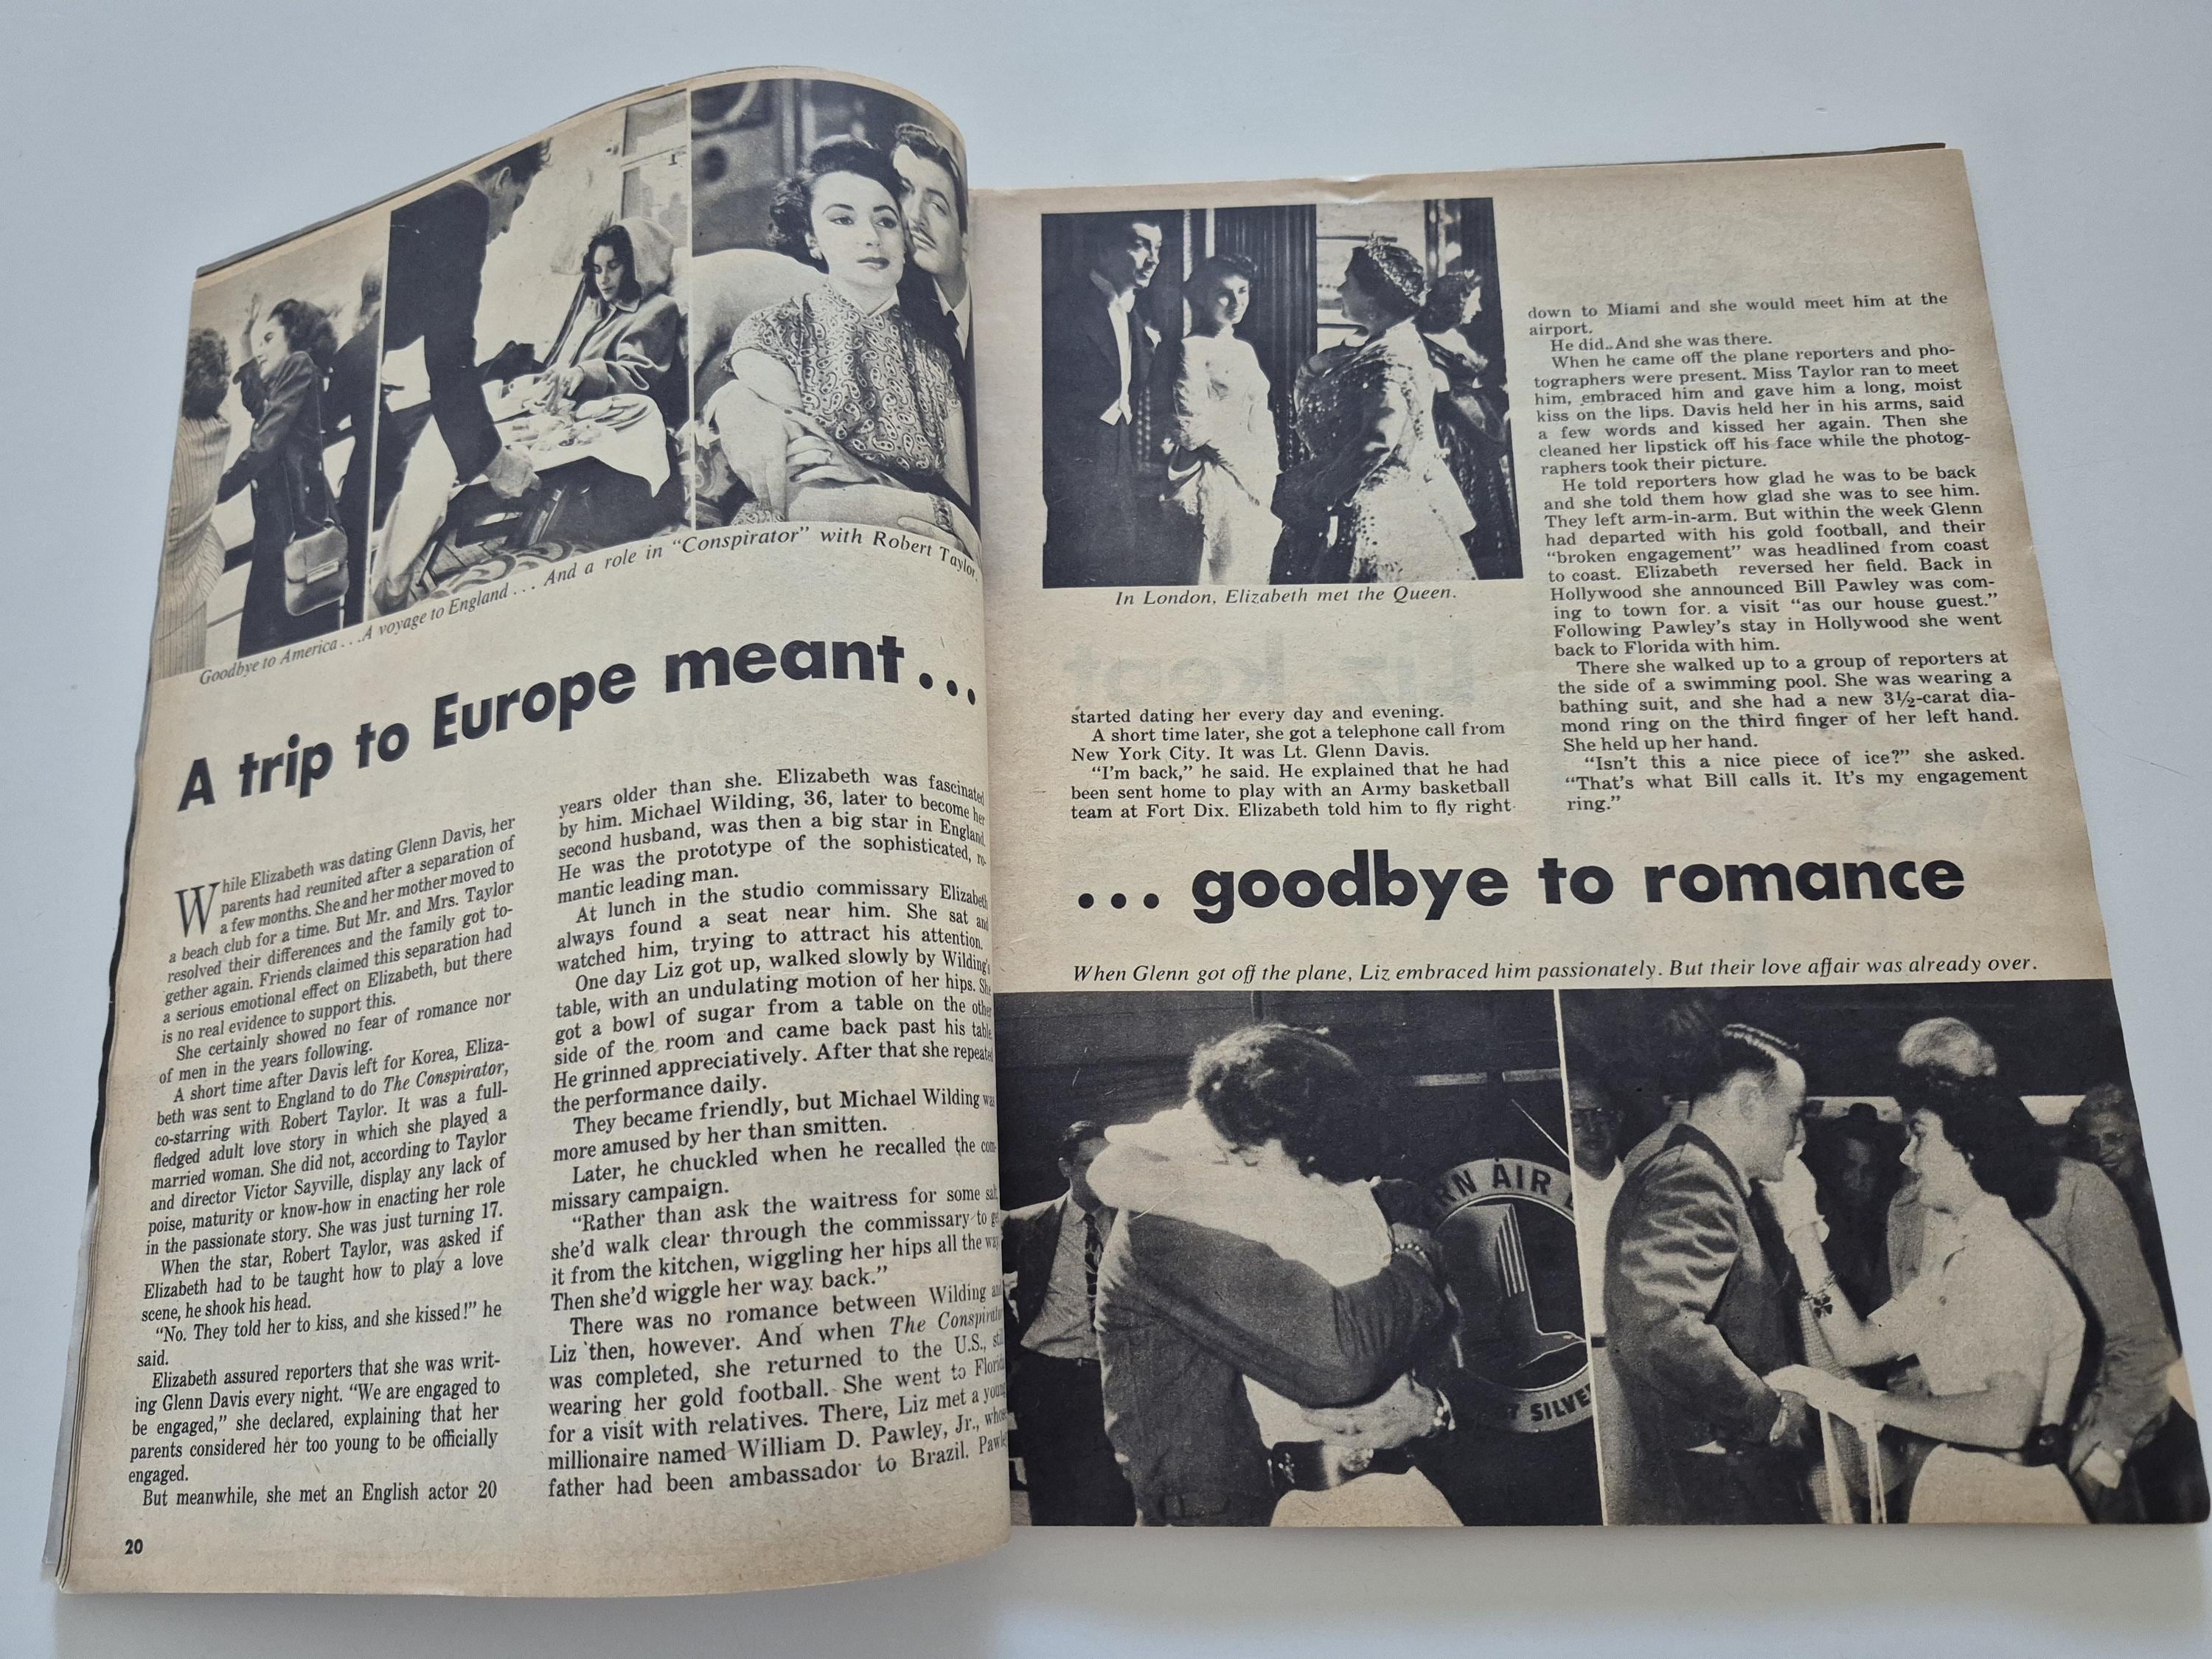 Goodbye to America . . . A voyage to England . . . And a role in "Conspirator" with Robert Taylor.
A trip to Europe meant . . .
While Elizabeth was dating Glenn Davis, her
parents had reunited after a separation of
a few months. She and her mother moved to
a beach club for a time. But Mr. and Mrs. Taylor
resolved their differences and the family got to-
gether again. Friends claimed this separation had
a serious emotional effect on Elizabeth, but there
is no real evidence to support this.
She certainly showed no fear of romance nor
of men in the years following.
A short time after Davis left for Korea, Eliza-
beth was sent to England to do The Conspirator,
co-starring with Robert Taylor. It was a full-
fledged adult love story in which she played a
married woman. She did not, according to Taylor
and director Victor Sayville, display any lack of
poise, maturity or know-how in enacting her role
in the passionate story. She was just turning 17.
When the star, Robert Taylor, was asked if
Elizabeth had to be taught how to play a love
scene, he shook his head.
"No. They told her to kiss, and she kissed!" he
said.
Elizabeth assured reporters that she was writ-
ing Glenn Davis every night. "We are engaged to
be engaged," she declared, explaining that her
parents considered her too young to be officially
engaged.
But meanwhile, she met an English actor 20
years older than she. Elizabeth was fascinated
by him. Michael Wilding, 36, later to become her
second husband, was then a big star in England.
He was the prototype of the sophisticated, ro-
mantic leading man.
At lunch in the studio commissary Elizabeth
always found a seat near him. She sat and
watched him, trying to attract his attention.
One day Liz got up, walked slowly by Wilding's
table, with an undulating motion of her hips. She
got a bowl of sugar from a table on the other
side of the room and came back past his table.
He grinned appreciatively. After that she repeated
the performance daily.
They became friendly, but Michael Wilding was
more amused by her than smitten.
Later, he chuckled when he recalled the com-
missary campaign.
"Rather than ask the waitress for some salt,
she'd walk clear through the commissary to get
it from the kitchen, wiggling her hips all the way.
Then she'd wiggle her way back."
There was no romance between Wilding and
Liz then, however. And when The Conspirator
was completed, she returned to the U.S., still
wearing her gold football. She went to Florida
for a visit with relatives. There, Liz met a young
millionaire named William D. Pawley, Jr., whose
father had been ambassador to Brazil. Pawley
20
In London, Elizabeth met the Queen.
started dating her every day and evening.
A short time later, she got a telephone call from
New York City. It was Lt. Glenn Davis.
"I'm back," he said. He explained that he had
been sent home to play with an Army basketball
team at Fort Dix. Elizabeth told him to fly right
down to Miami and she would meet him at the
airport.
He did. And she was there.
When he came off the plane reporters and pho-
tographers were present. Miss Taylor ran to meet
him, embraced him and gave him a long, moist
kiss on the lips. Davis held her in his arms, said
a few words and kissed her again. Then she
cleaned her lipstick off his face while the photog-
raphers took their picture.
He told reporters how glad he was to be back
and she told them how glad she was to see him.
They left arm-in-arm. But within the week Glenn
had departed with his gold football, and their
"broken engagement" was headlined from coast
to coast. Elizabeth reversed her field. Back in
Hollywood she announced Bill Pawley was com-
ing to town for a visit "as our house guest."
Following Pawley's stay in Hollywood she went
back to Florida with him.
There she walked up to a group of reporters at
the side of a swimming pool. She was wearing a
bathing suit, and she had a new 3½-carat dia-
mond ring on the third finger of her left hand.
She held up her hand.
"Isn't this a nice piece of ice?" she asked.
"That's what Bill calls it. It's my engagement
ring."
. . . goodbye to romance
When Glenn got off the plane, Liz embraced him passionately. But their love affair was already over.
RN AIR
SILVE